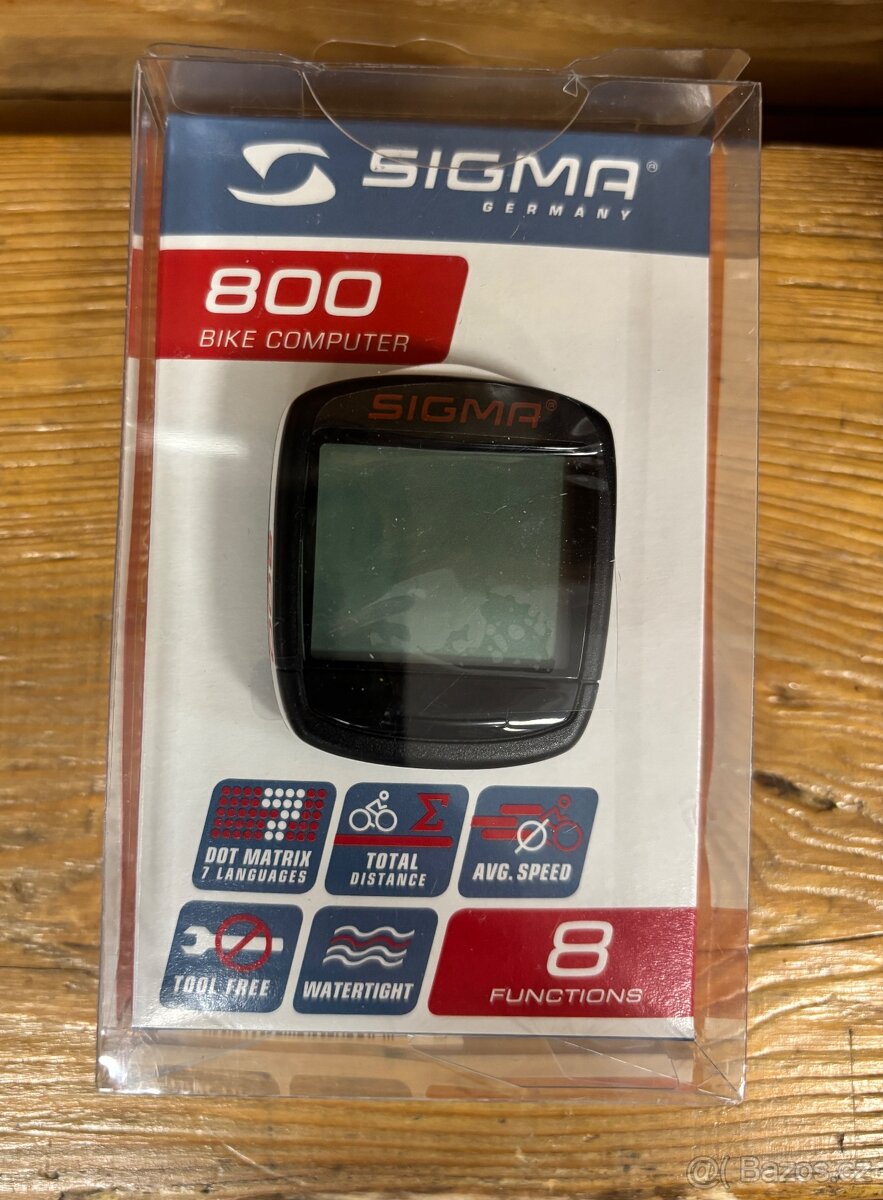 SIGMA®
GERMANY
800
BIKE COMPUTER
SIGMA®
DOT MATRIX
7 LANGUAGES
Σ
TOTAL
DISTANCE
AVG. SPEED
TOOL FREE
WATERTIGHT
8
FUNCTIONS
@( Bazos.cz